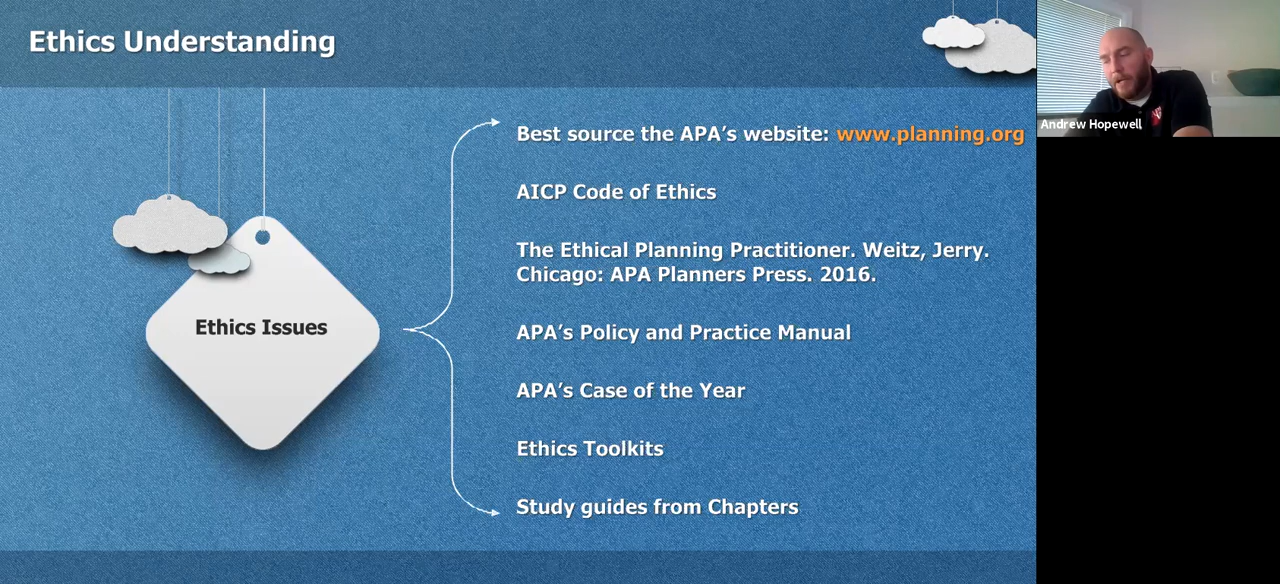 Ethics Understanding
Best source the APA’s website: www.planning.org
AICP Code of Ethics
The Ethical Planning Practitioner. Weitz, Jerry.
Chicago: APA Planners Press. 2016.
Ethics Issues
APA’s Policy and Practice Manual
APA’s Case of the Year
Ethics Toolkits
Study guides from Chapters
Andrew Hopewell